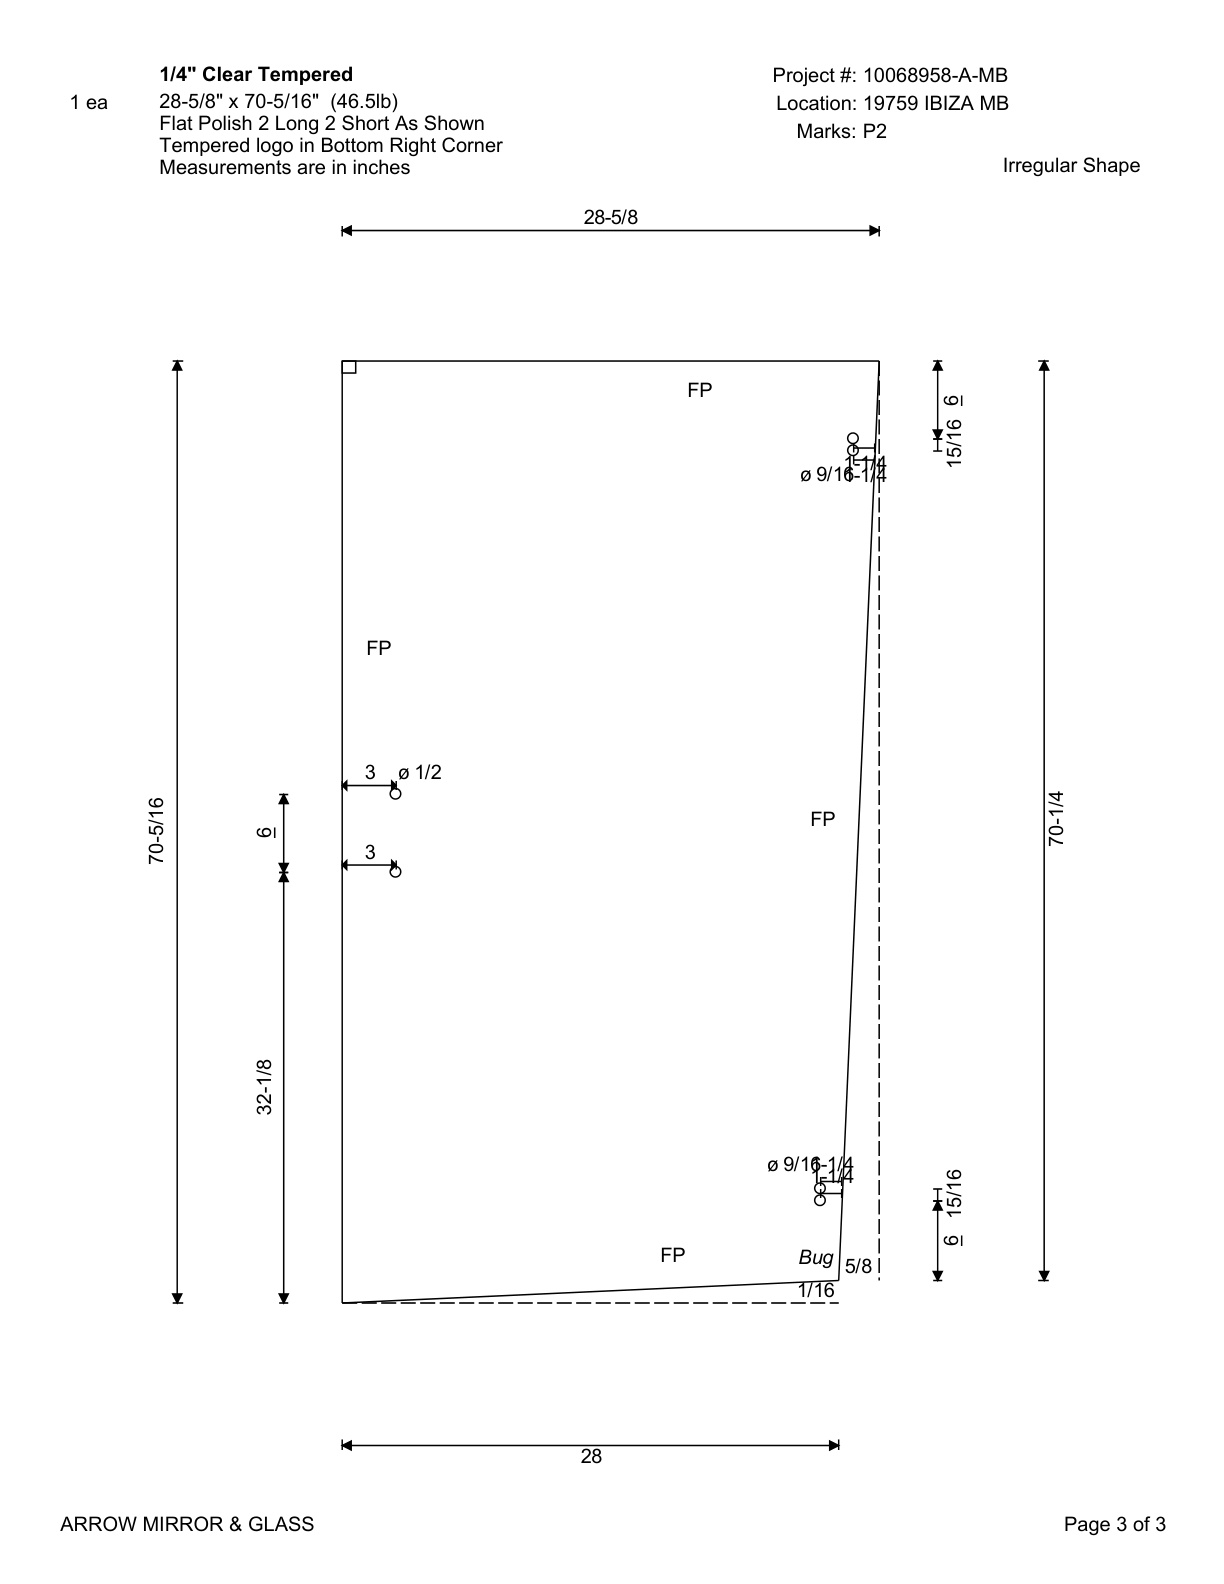 1/4" Clear Tempered
1 ea
28-5/8" x 70-5/16" (46.5lb)
Flat Polish 2 Long 2 Short As Shown
Tempered logo in Bottom Right Corner
Measurements are in inches
Project #: 10068958-A-MB
Location: 19759 IBIZA MB
Marks: P2
Irregular Shape
28-5/8
FP
6
15/16
1-1/4
ø 9/16
1-1/4
FP
3
ø 1/2
70-5/16
6
3
FP
70-1/4
32-1/8
ø 9/16
1-1/4
1-1/4
15/16
6
FP
Bug
5/8
1/16
28
ARROW MIRROR & GLASS
Page 3 of 3